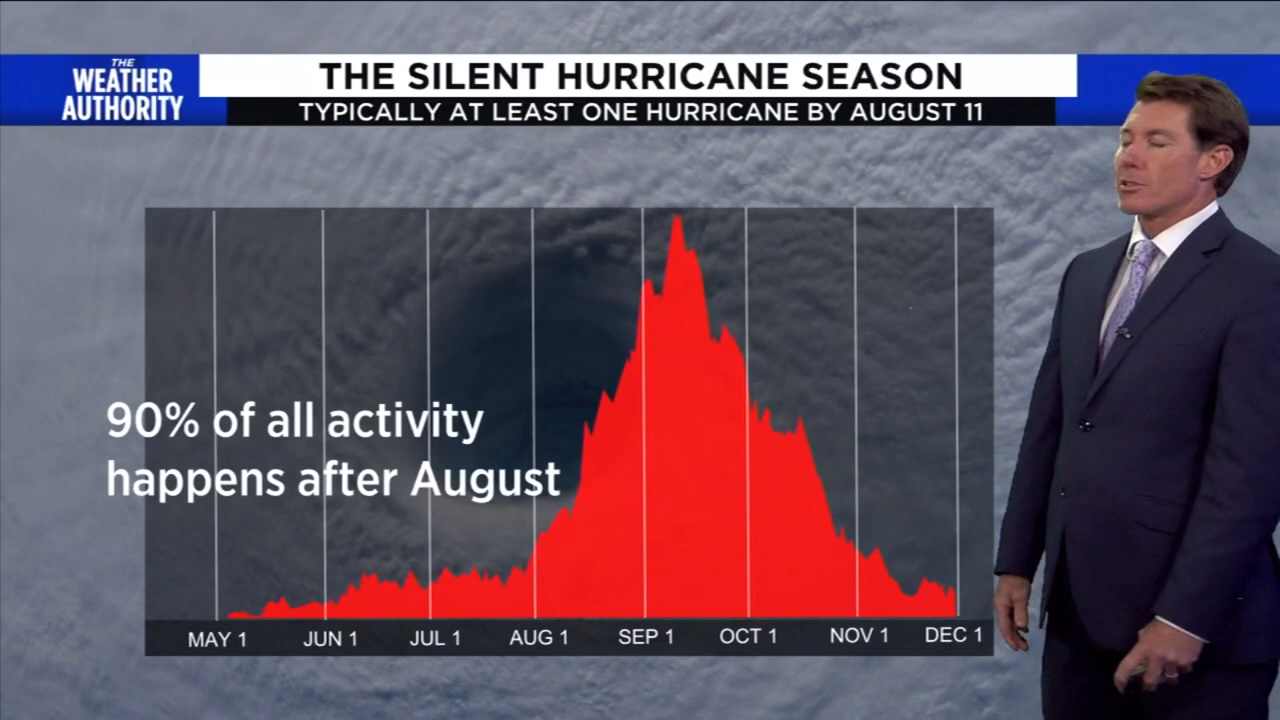 THE
WEATHER
AUTHORITY
THE SILENT HURRICANE SEASON
TYPICALLY AT LEAST ONE HURRICANE BY AUGUST 11
90% of all activity
happens after August
MAY 1 JUN 1 JUL 1 AUG 1 SEP 1 OCT 1 NOV 1 DEC 1